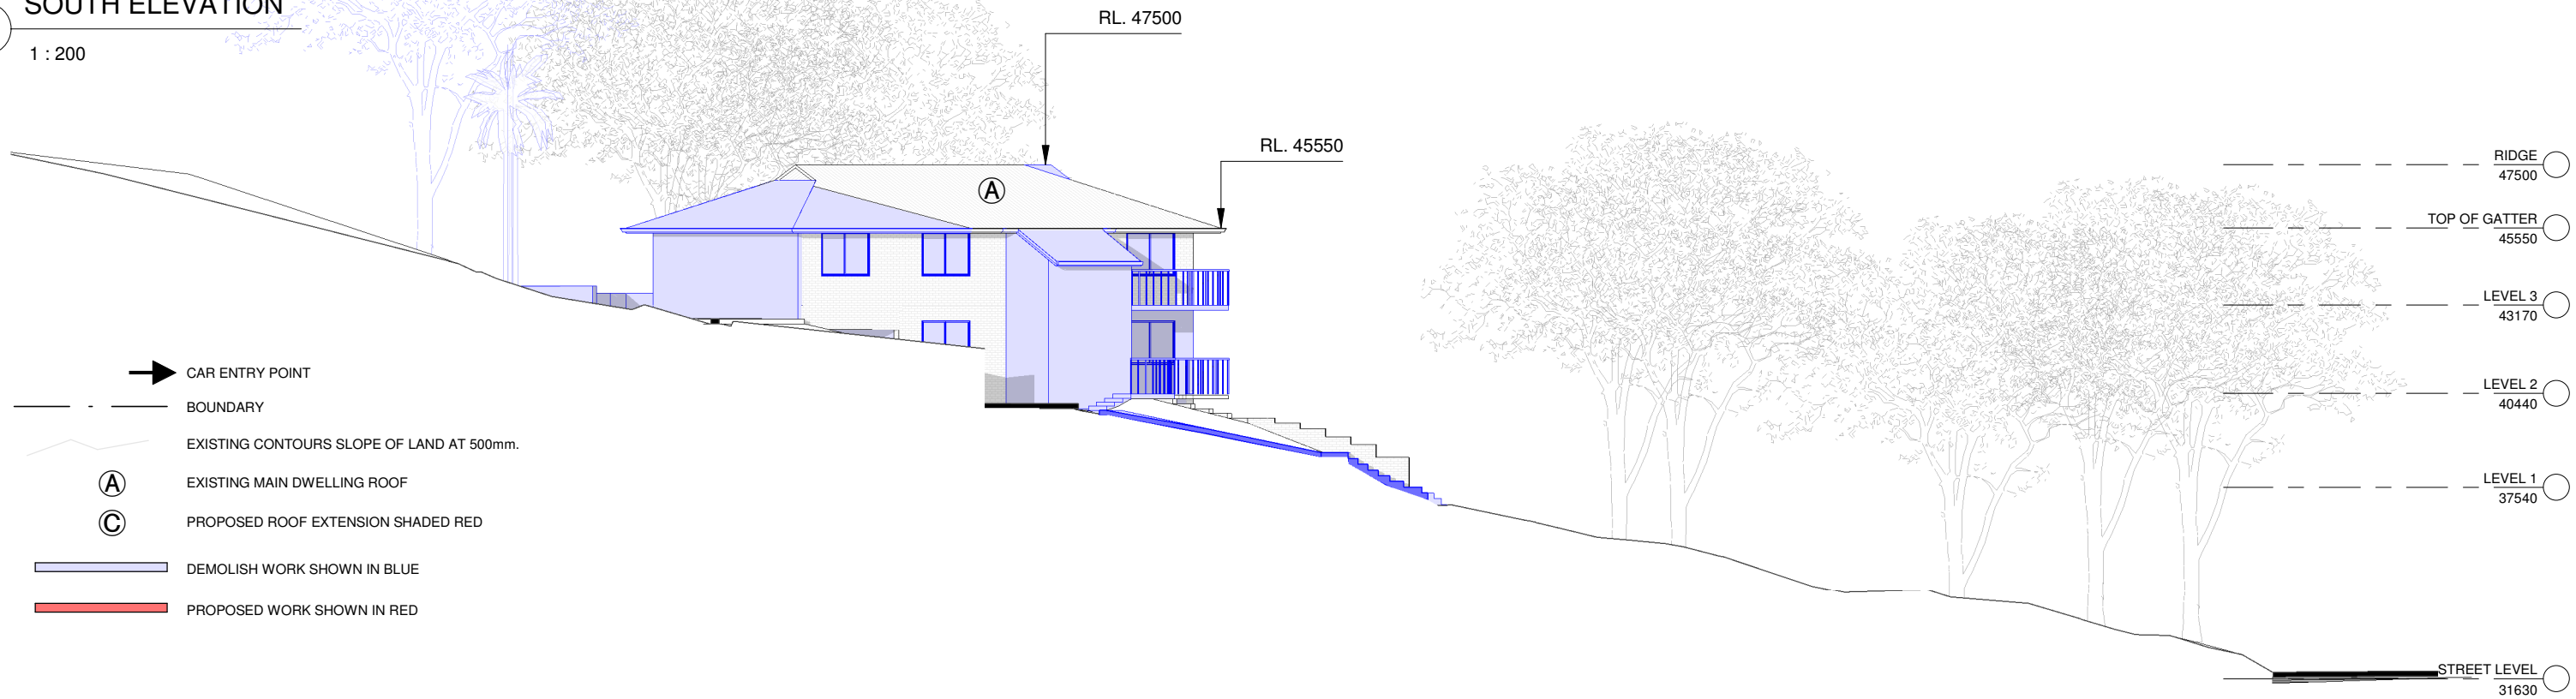 SOUTH ELEVATION
1 : 200
RL. 47500
RL. 45550
A
RIDGE
47500
TOP OF GATTER
45550
LEVEL 3
43170
LEVEL 2
40440
LEVEL 1
37540
STREET LEVEL
31630
CAR ENTRY POINT
BOUNDARY
EXISTING CONTOURS SLOPE OF LAND AT 500mm.
A EXISTING MAIN DWELLING ROOF
C PROPOSED ROOF EXTENSION SHADED RED
DEMOLISH WORK SHOWN IN BLUE
PROPOSED WORK SHOWN IN RED